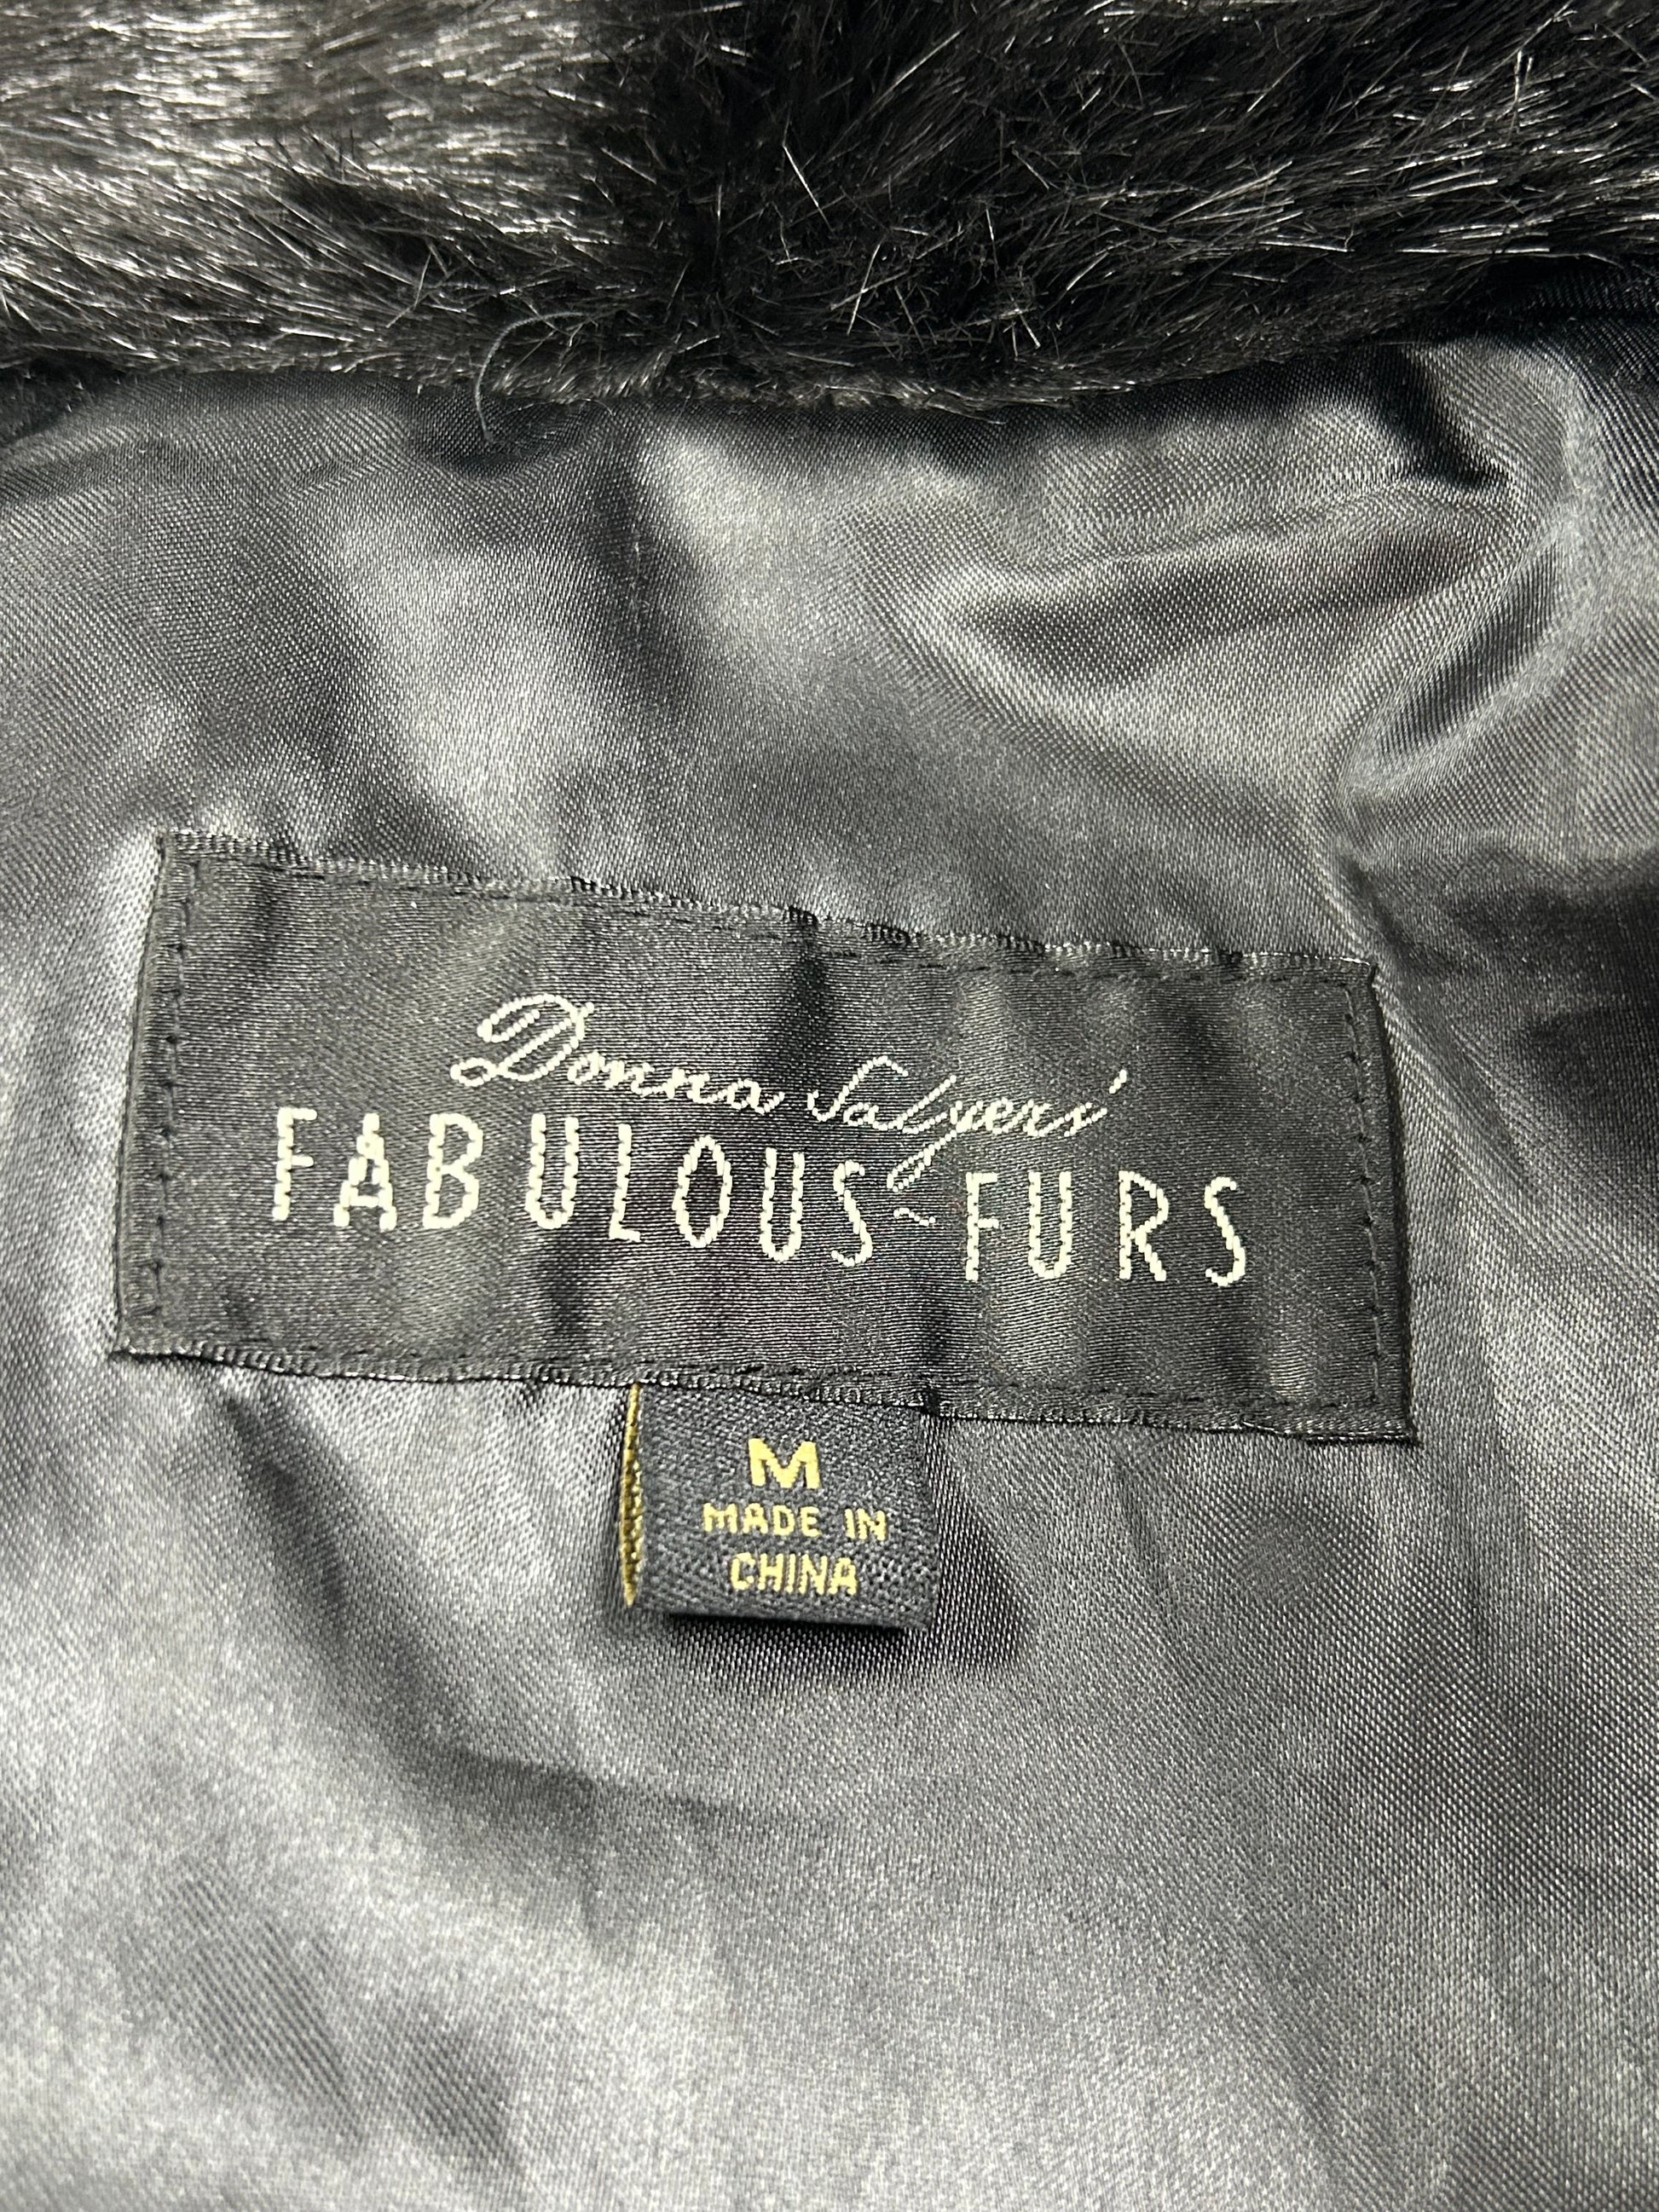 Donna Salyers'
FABULOUS~FURS
M
MADE IN
CHINA